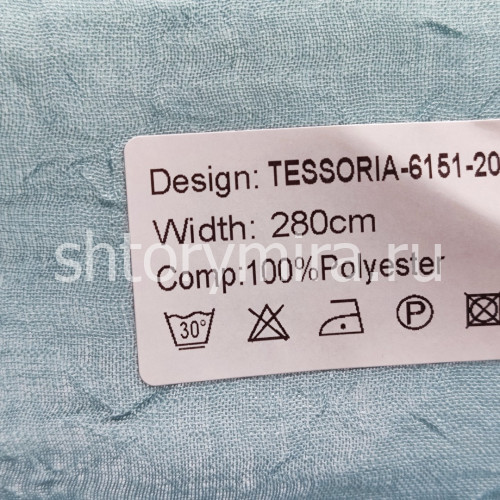 Design: TESSORIA-6151-20
Width: 280cm
shtorymira.ru
Comp:100%Polyester
30°
P